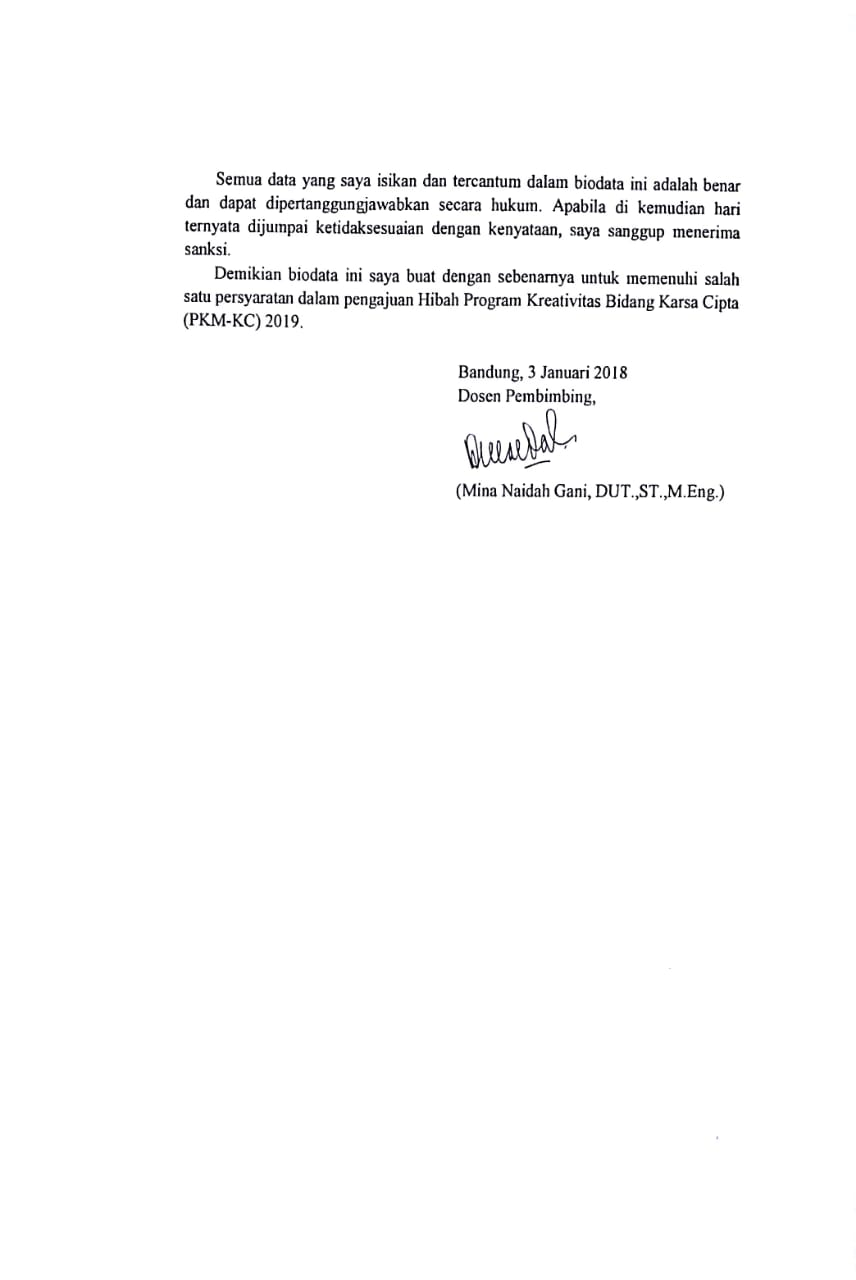 Semua data yang saya isikan dan tercantum dalam biodata ini adalah benar
dan dapat dipertanggungjawabkan secara hukum. Apabila di kemudian hari
ternyata dijumpai ketidaksesuaian dengan kenyataan, saya sanggup menerima
sanksi.
Demikian biodata ini saya buat dengan sebenarnya untuk memenuhi salah
satu persyaratan dalam pengajuan Hibah Program Kreativitas Bidang Karsa Cipta
(PKM-KC) 2019.
Bandung, 3 Januari 2018
Dosen Pembimbing,
(Mina Naidah Gani, DUT.,ST.,M.Eng.)